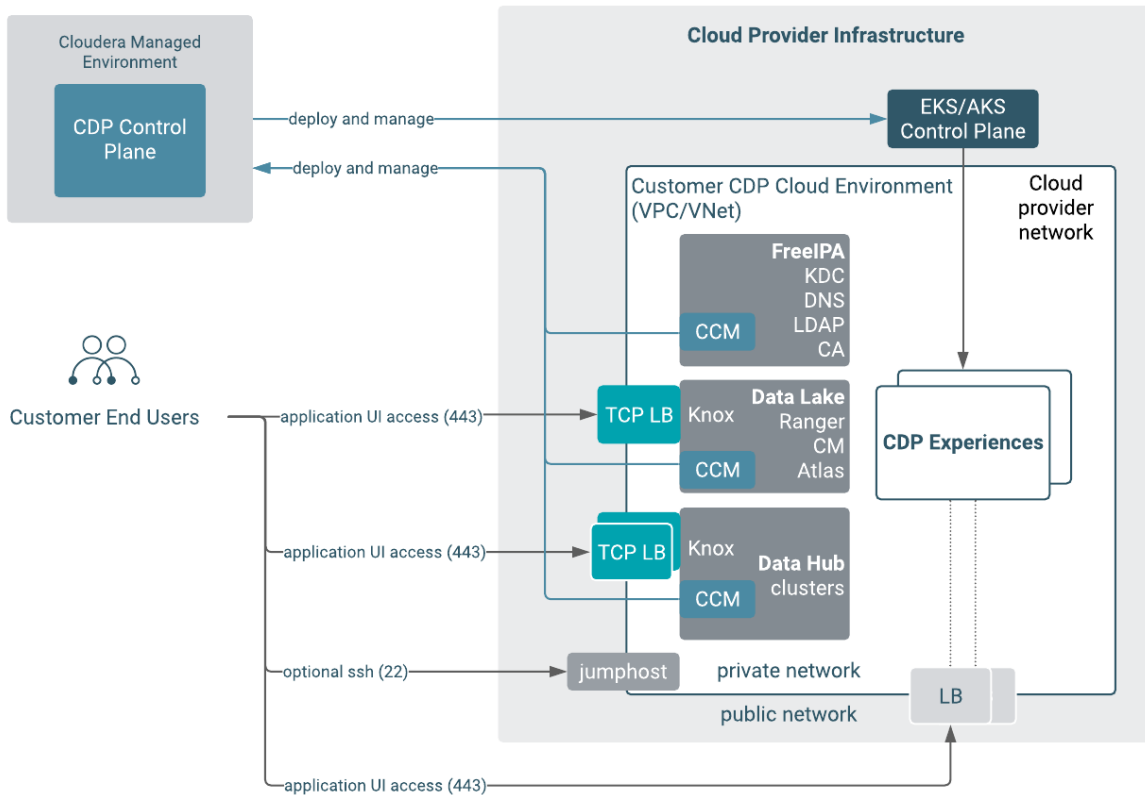 Cloudera Managed
Environment
CDP Control
Plane
Cloud Provider Infrastructure
deploy and manage
EKS/AKS
Control Plane
deploy and manage
Customer CDP Cloud Environment
(VPC/VNet)
Cloud
provider
network
FreeIPA
KDC
DNS
LDAP
CA
CCM
Customer End Users
application UI access (443)
TCP LB
Knox
Data Lake
Ranger
CM
Atlas
CCM
CDP Experiences
application UI access (443)
TCP LB
Knox
Data Hub
clusters
CCM
optional ssh (22)
jumphost
private network
public network
LB
application UI access (443)